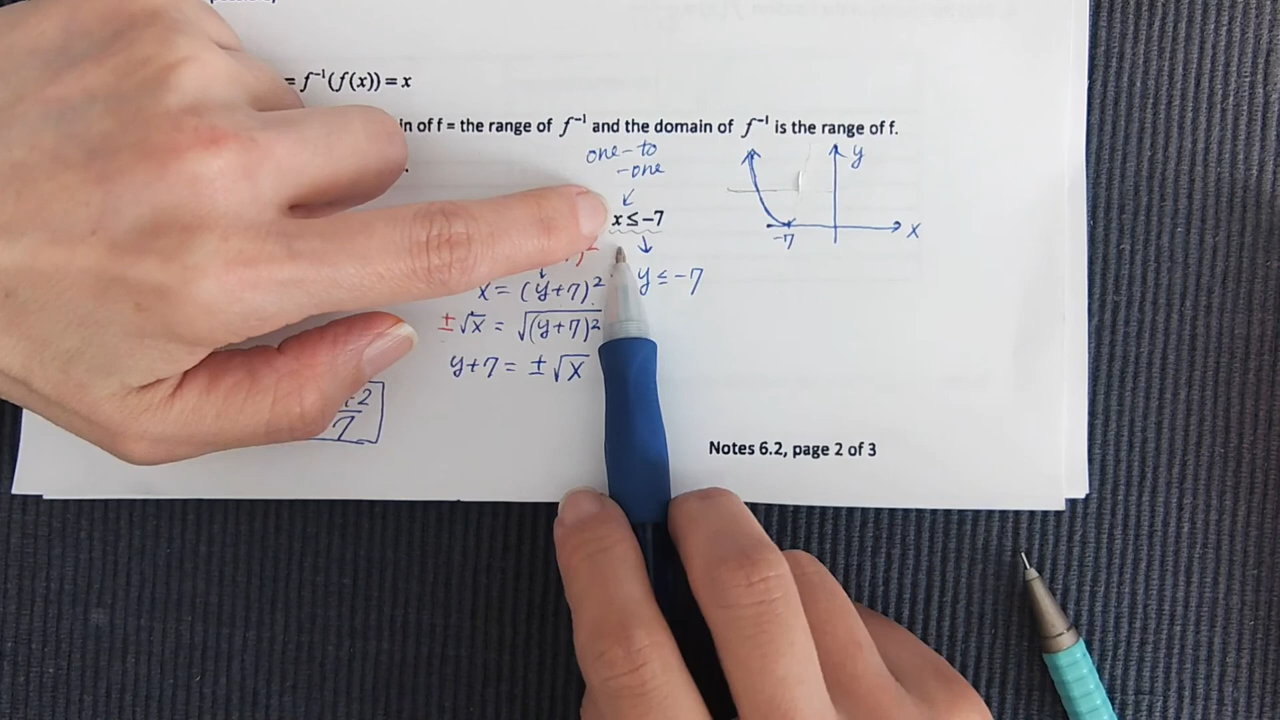 = f⁻¹(f(x)) = x
n of f = the range of f⁻¹ and the domain of f⁻¹ is the range of f.
one-to
-one
y
x ≤ -7
x
-7
x = (y+7)²
y ≤ -7
±√x = √(y+7)²
y+7 = ±√x
2
7
Notes 6.2, page 2 of 3